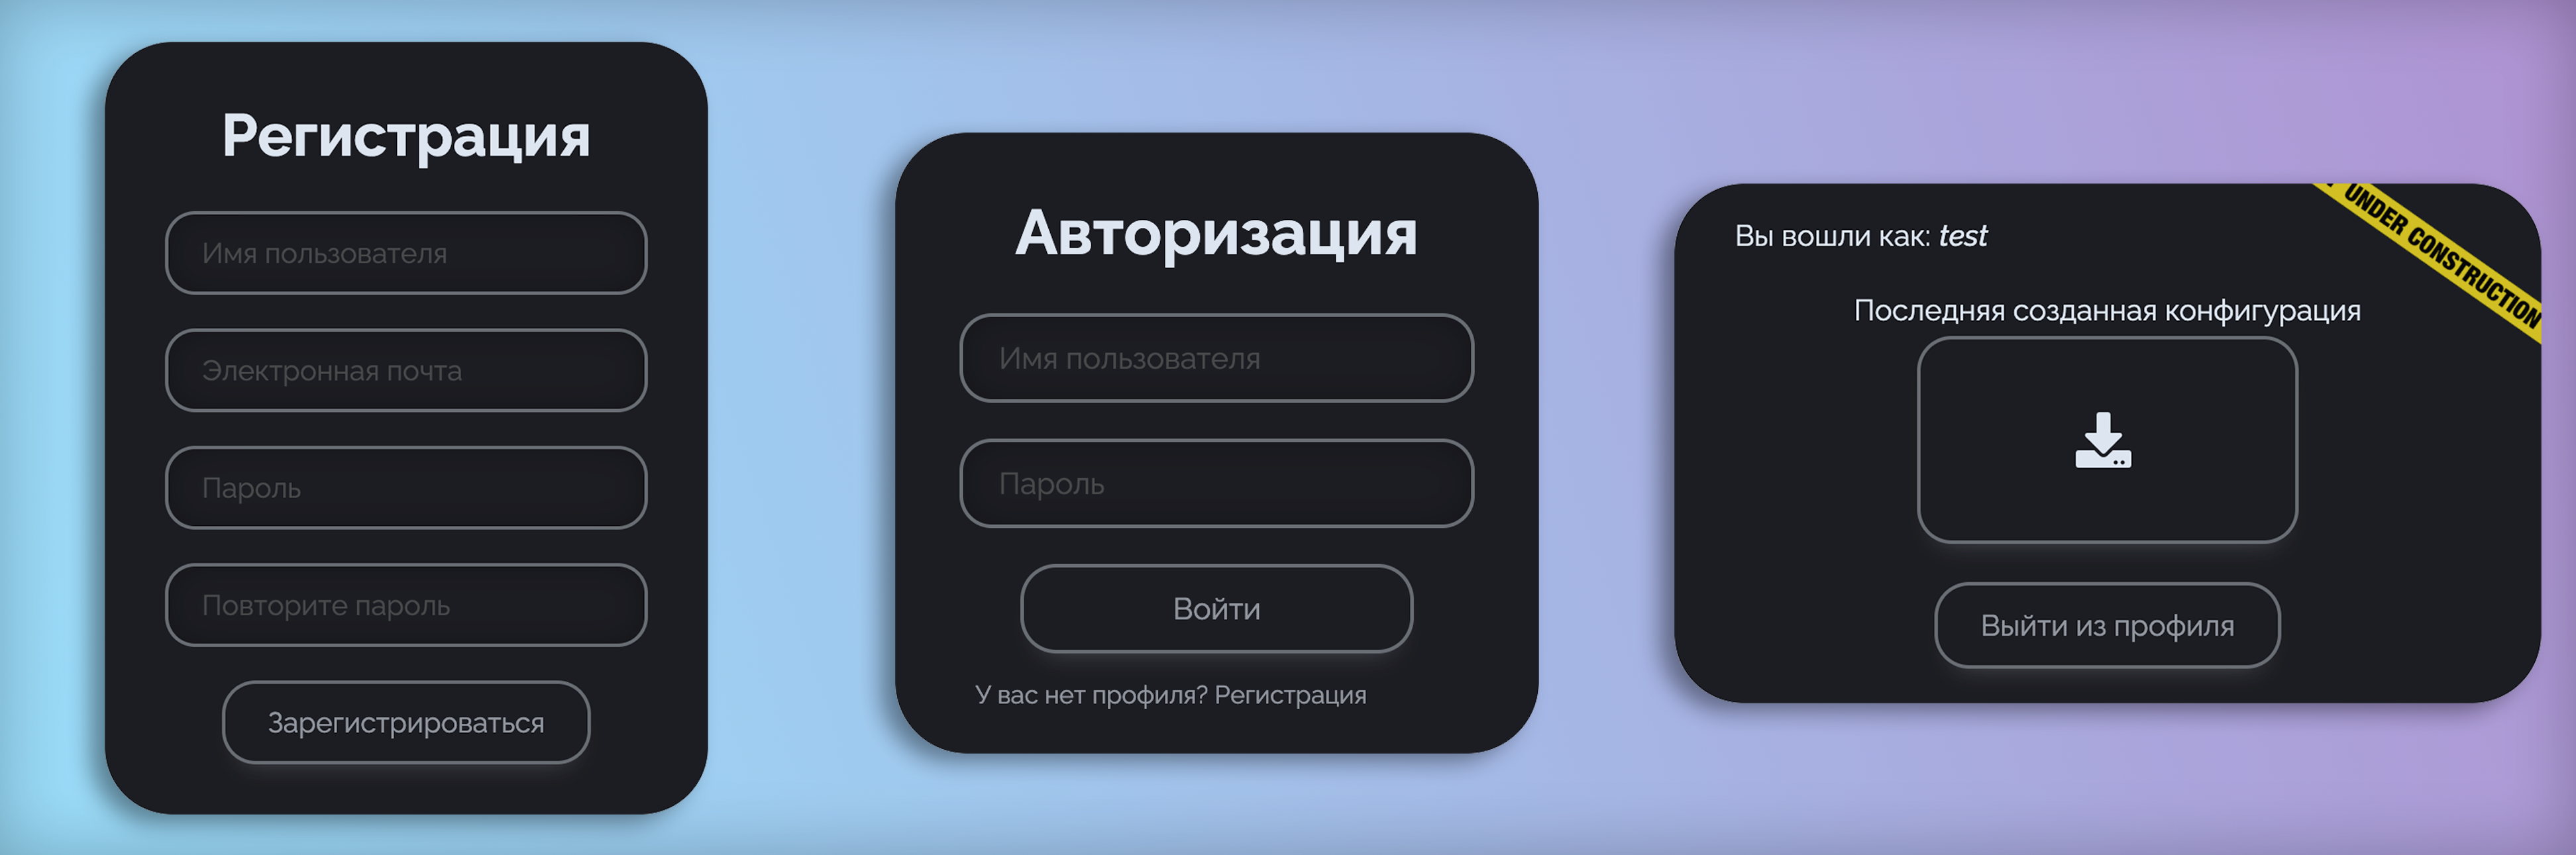 Регистрация
Имя пользователя
Электронная почта
Пароль
Повторите пароль
Зарегистрироваться
Авторизация
Имя пользователя
Пароль
Войти
У вас нет профиля? Регистрация
UNDER CONSTRUCTION
Вы вошли как: test
Последняя созданная конфигурация
Выйти из профиля